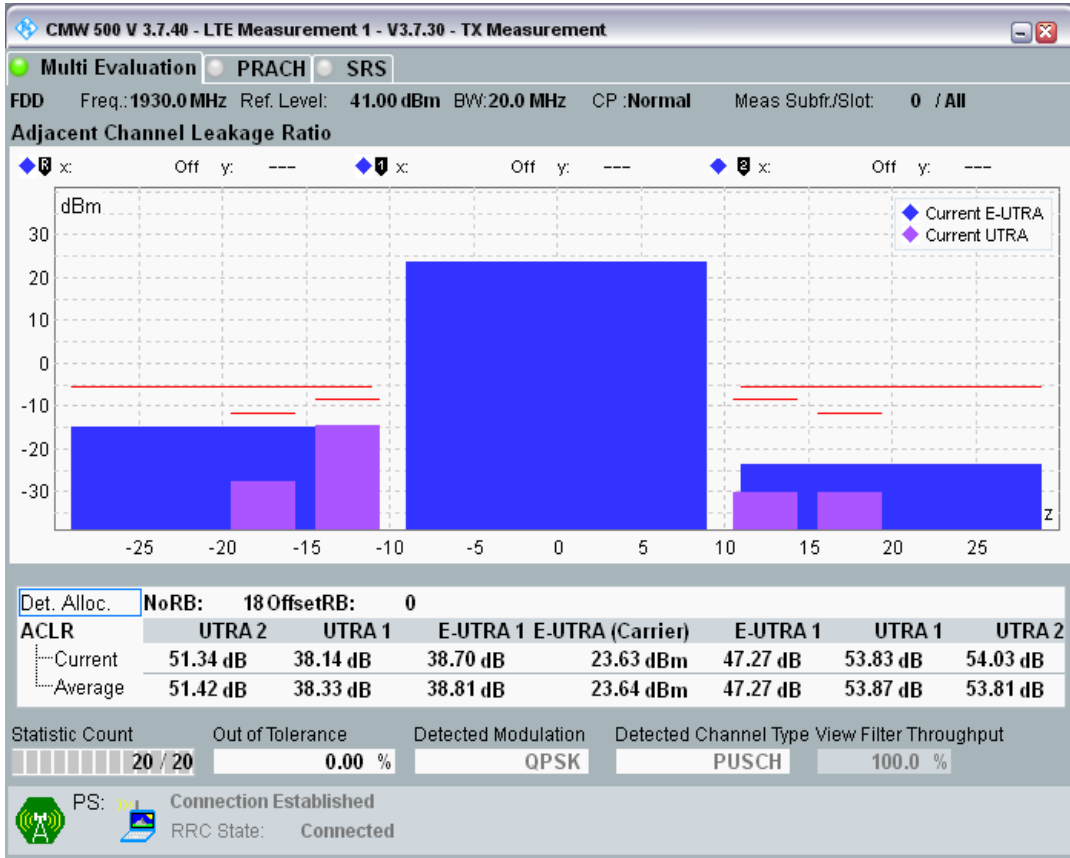 CMW 500 V 3.7.40 - LTE Measurement 1 - V3.7.30 - TX Measurement
Multi Evaluation PRACH SRS
FDD Freq.: 1930.0 MHz Ref. Level: 41.00 dBm BW: 20.0 MHz CP : Normal Meas Subfr./Slot: 0 / All
Adjacent Channel Leakage Ratio
R x: Off y: --- 1 x: Off y: --- 2 x: Off y: ---
dBm
Current E-UTRA
Current UTRA
30
20
10
0
-10
-20
-30
z
-25 -20 -15 -10 -5 0 5 10 15 20 25
Det. Alloc. NoRB: 18 OffsetRB: 0
ACLR UTRA 2 UTRA 1 E-UTRA 1 E-UTRA (Carrier) E-UTRA 1 UTRA 1 UTRA 2
Current 51.34 dB 38.14 dB 38.70 dB 23.63 dBm 47.27 dB 53.83 dB 54.03 dB
Average 51.42 dB 38.33 dB 38.81 dB 23.64 dBm 47.27 dB 53.87 dB 53.81 dB
Statistic Count Out of Tolerance Detected Modulation Detected Channel Type View Filter Throughput
20 / 20 0.00 % QPSK PUSCH 100.0 %
PS: Connection Established
RRC State: Connected